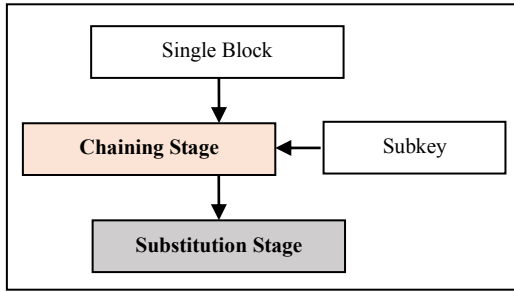 Single Block
Chaining Stage
Subkey
Substitution Stage